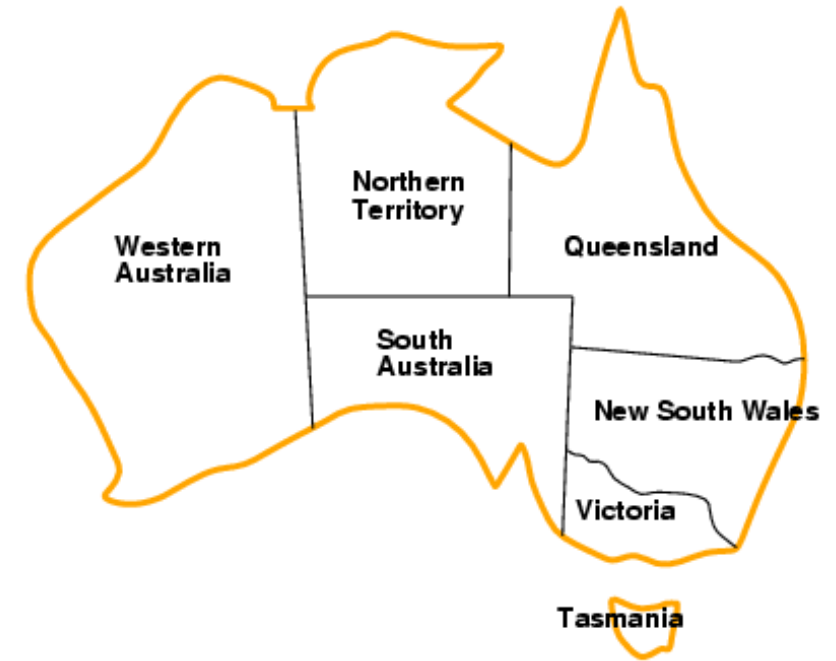 Northern
Territory
Western
Australia
Queensland
South
Australia
New South Wales
Victoria
Tasmania